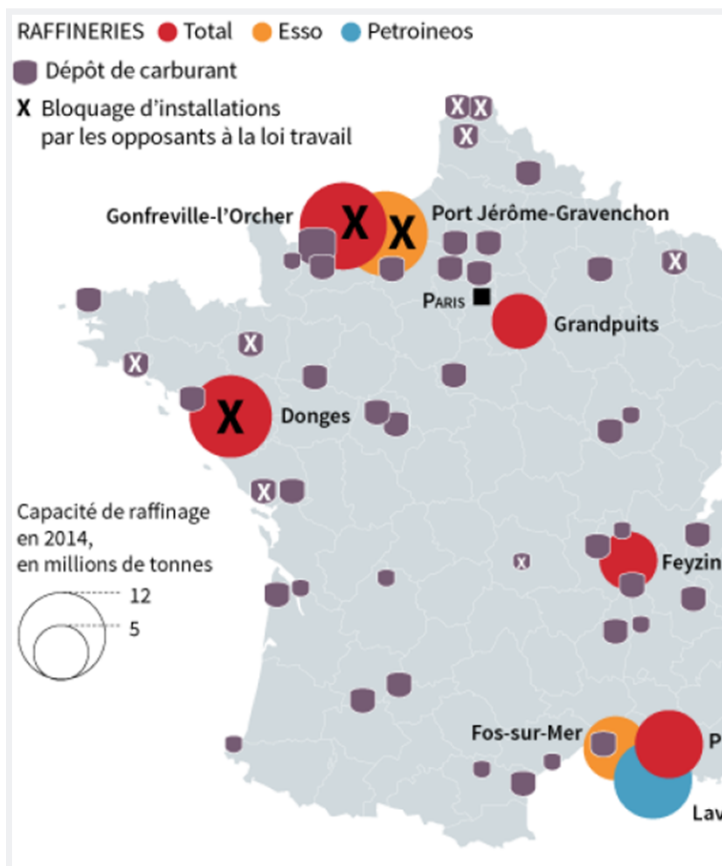 RAFFINERIES Total Esso Petroineos
Dépôt de carburant
X Bloquage d'installations
par les opposants à la loi travail
X X
X
Gonfreville-l'Orcher X X Port Jérôme-Gravenchon
X
PARIS
Grandpuits
X
X
X Donges
X
Capacité de raffinage
en 2014,
en millions de tonnes
12
5
X
Feyzin
Fos-sur-Mer
P
Lav